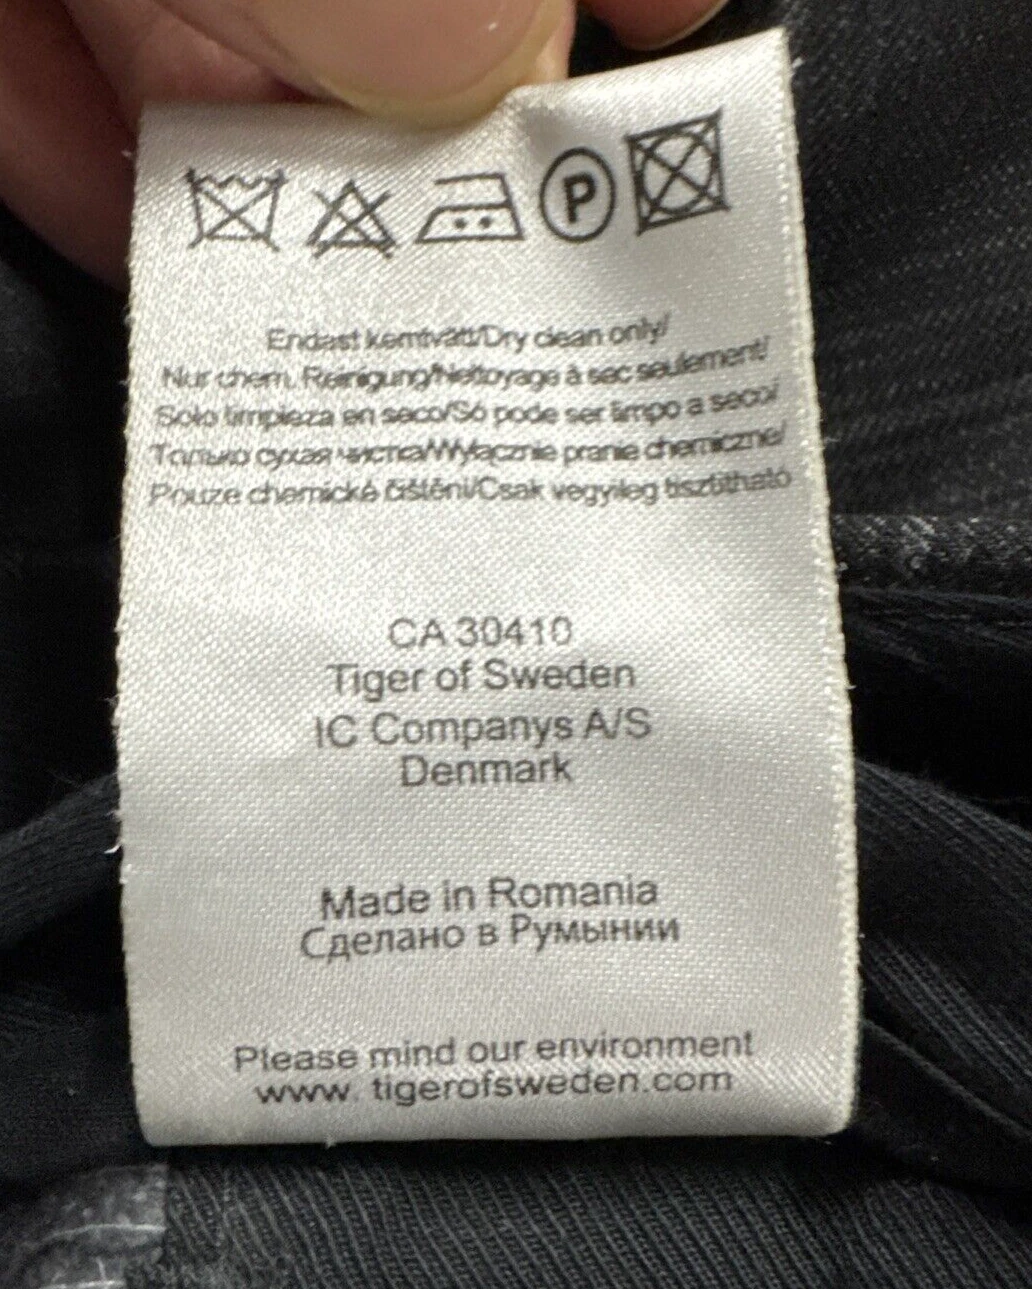 P
Endast kemtvätt/Dry clean only/
Nur chem. Reinigung/Nettoyage à sec seulement/
Solo limpieza en seco/Só pode ser limpo a seco/
Только сухая чистка/Wyłącznie pranie chemiczne/
Pouze chemické čištění/Csak vegyileg tisztítható
CA 30410
Tiger of Sweden
IC Companys A/S
Denmark
Made in Romania
Сделано в Румынии
Please mind our environment
www. tigerofsweden.com